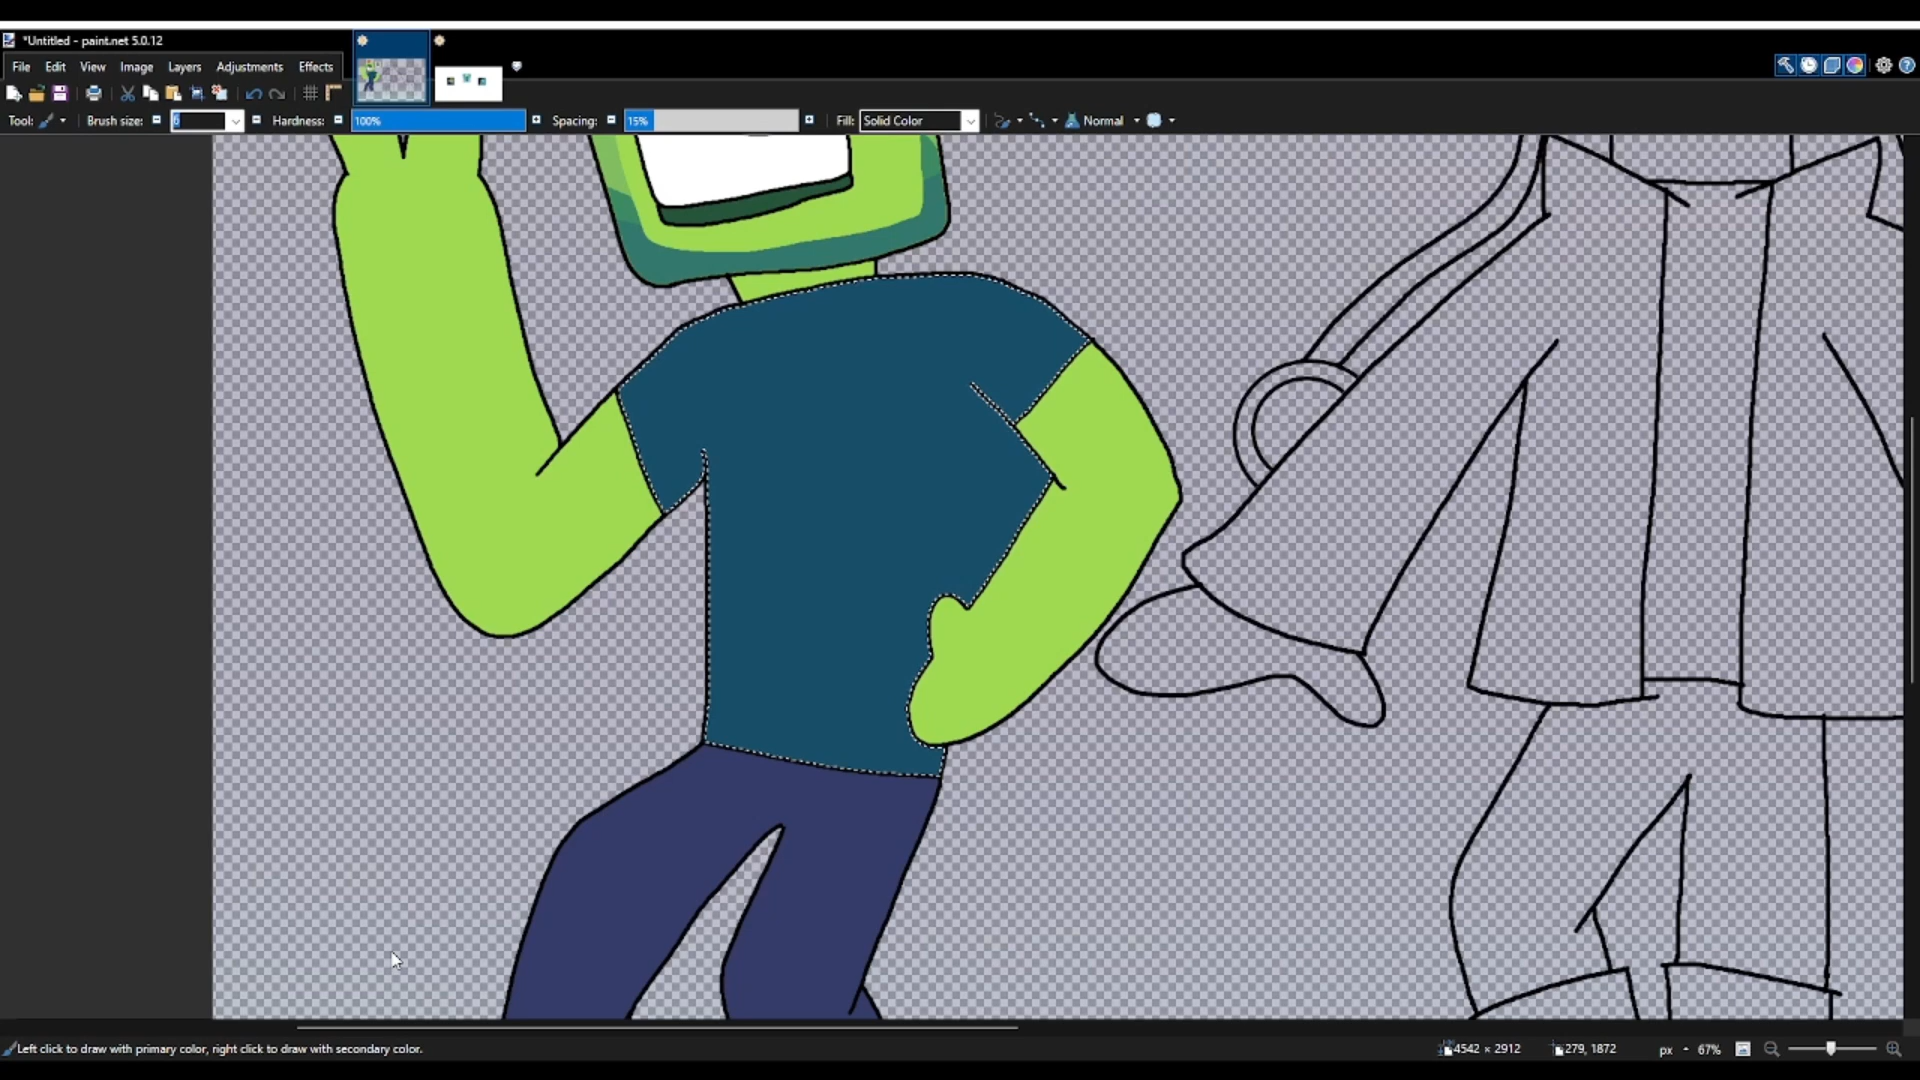 *Untitled - paint.net 5.0.12
File Edit View Image Layers Adjustments Effects
Tool: Brush size: 6 Hardness: 100% Spacing: 15% Fill: Solid Color Normal
Left click to draw with primary color, right click to draw with secondary color. 4542 × 2912 279, 1872 px 67%